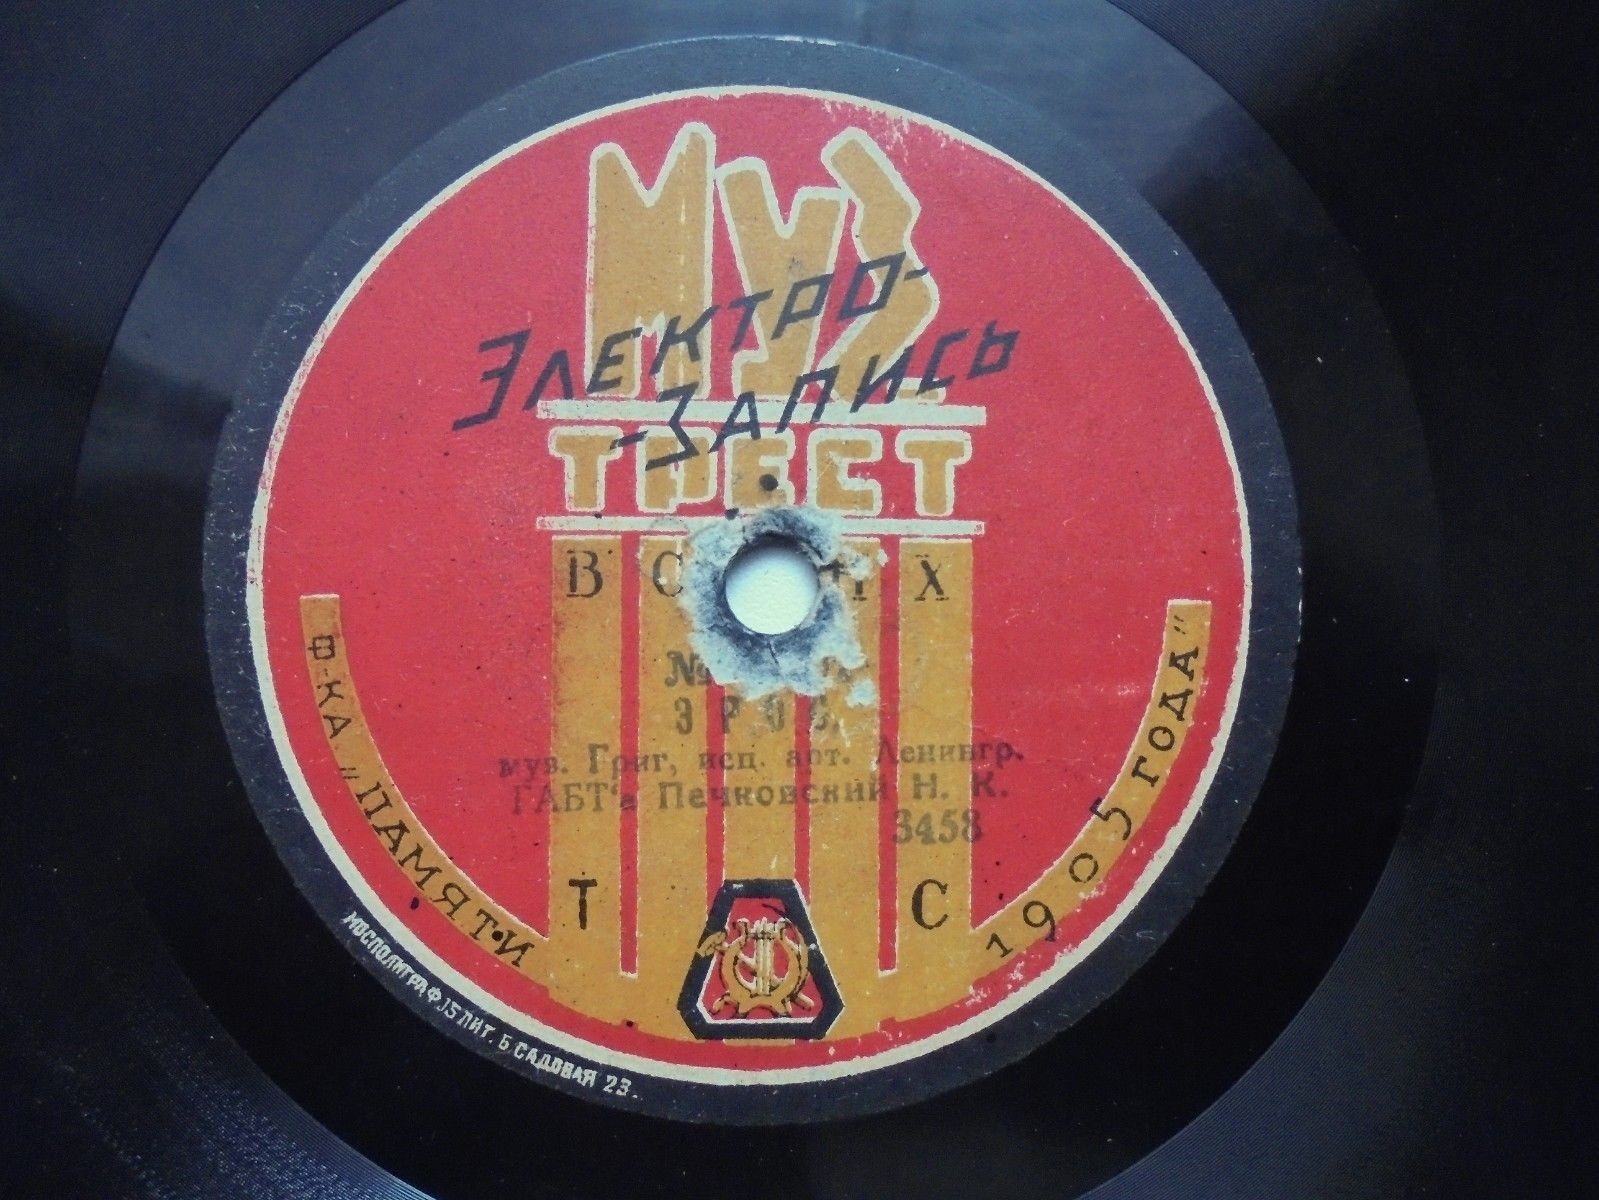 МУЗ
ЭЛЕКТРО-
-ЗАПИСЬ
ТРЕСТ
В С Н Х
№
ЭРОС.
муз. Григ, исп. арт. Ленингр.
ГАБТ'а Печковский Н. К.
3458
Т С
Ф-КА „ПАМЯТИ 1905 ГОДА"
МОСПОЛИГРАФ 15 ЛИТ. Б. САДОВАЯ 23.